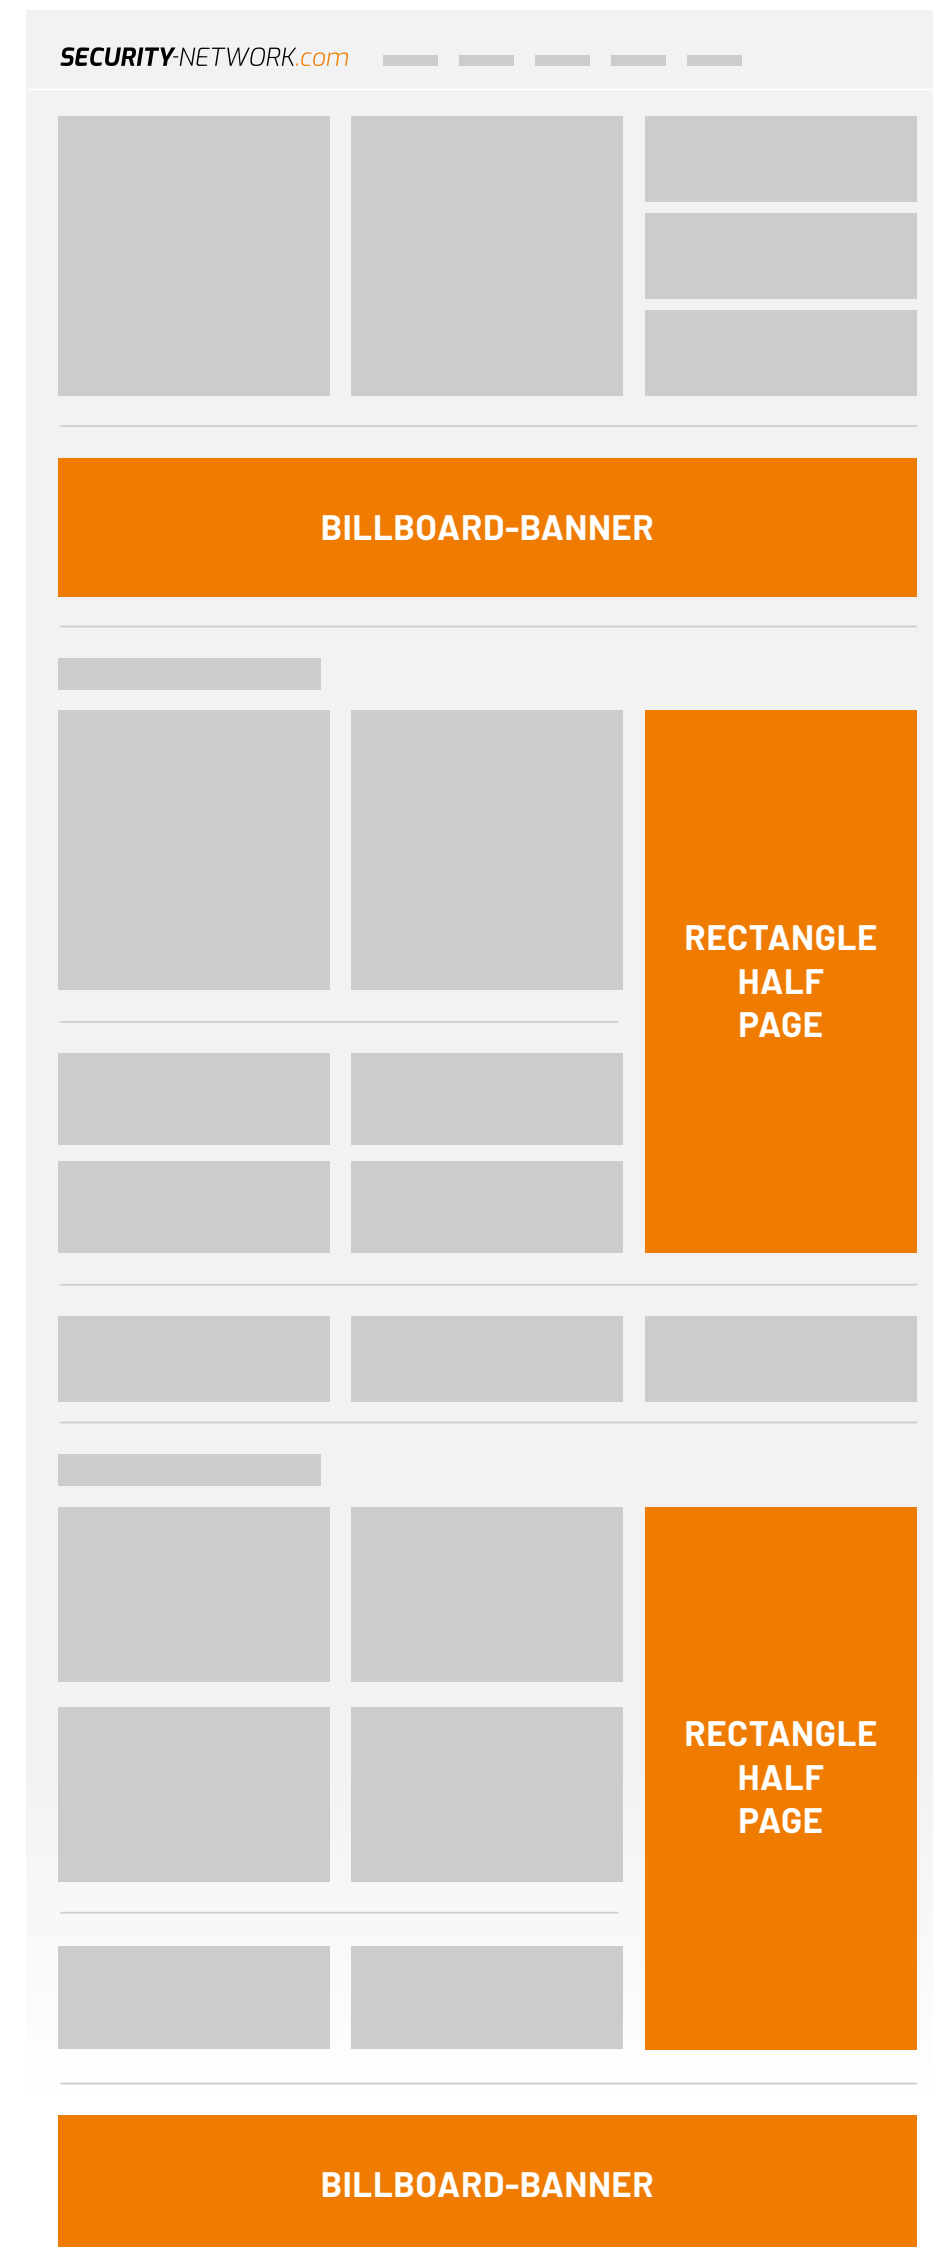 SECURITY-NETWORK.com
BILLBOARD-BANNER
RECTANGLE
HALF
PAGE
RECTANGLE
HALF
PAGE
BILLBOARD-BANNER